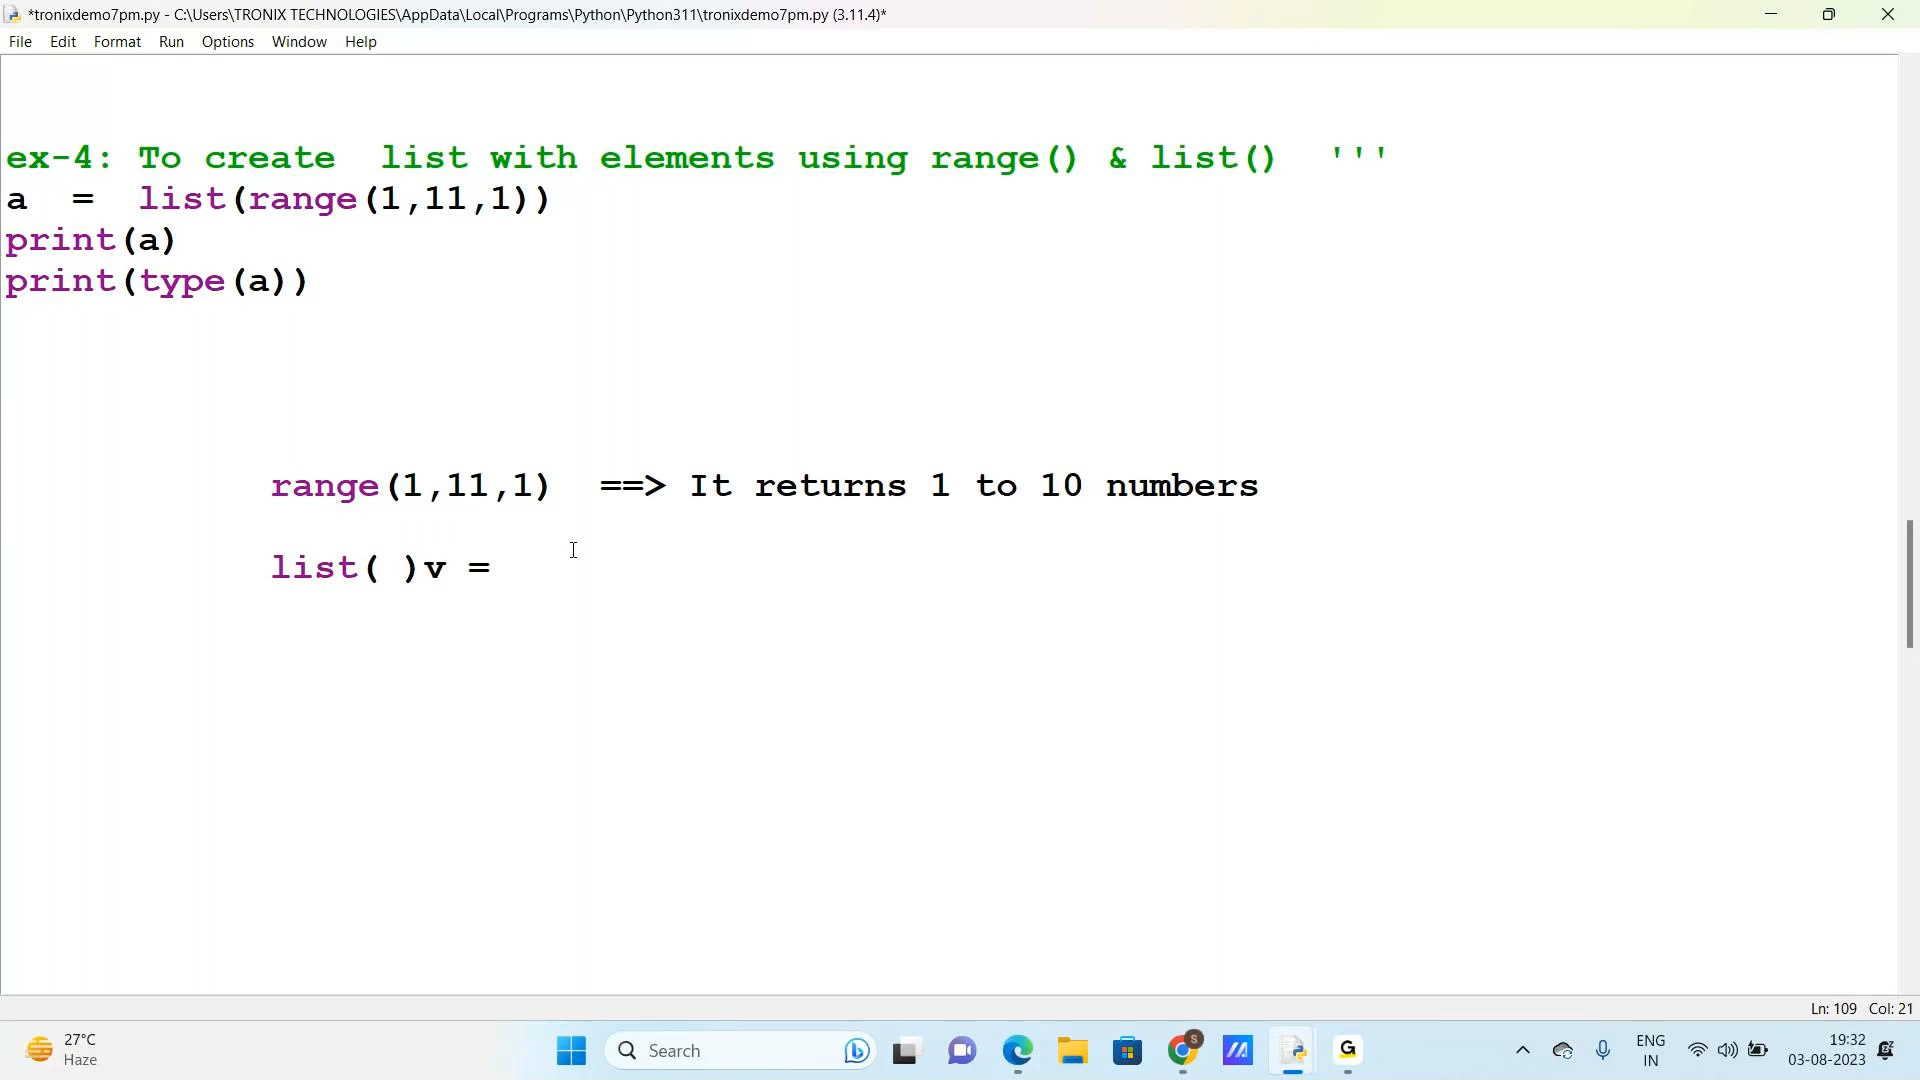 *tronixdemo7pm.py - C:\Users\TRONIX TECHNOLOGIES\AppData\Local\Programs\Python\Python311\tronixdemo7pm.py (3.11.4)*
File Edit Format Run Options Window Help
ex-4: To create  list with elements using range() & list()  '''
a  =  list(range(1,11,1))
print(a)
print(type(a))
range(1,11,1)  ==> It returns 1 to 10 numbers
list( )v =
Ln: 109 Col: 21
27°C
Haze
Search
S
G
ENG
IN
19:32
03-08-2023